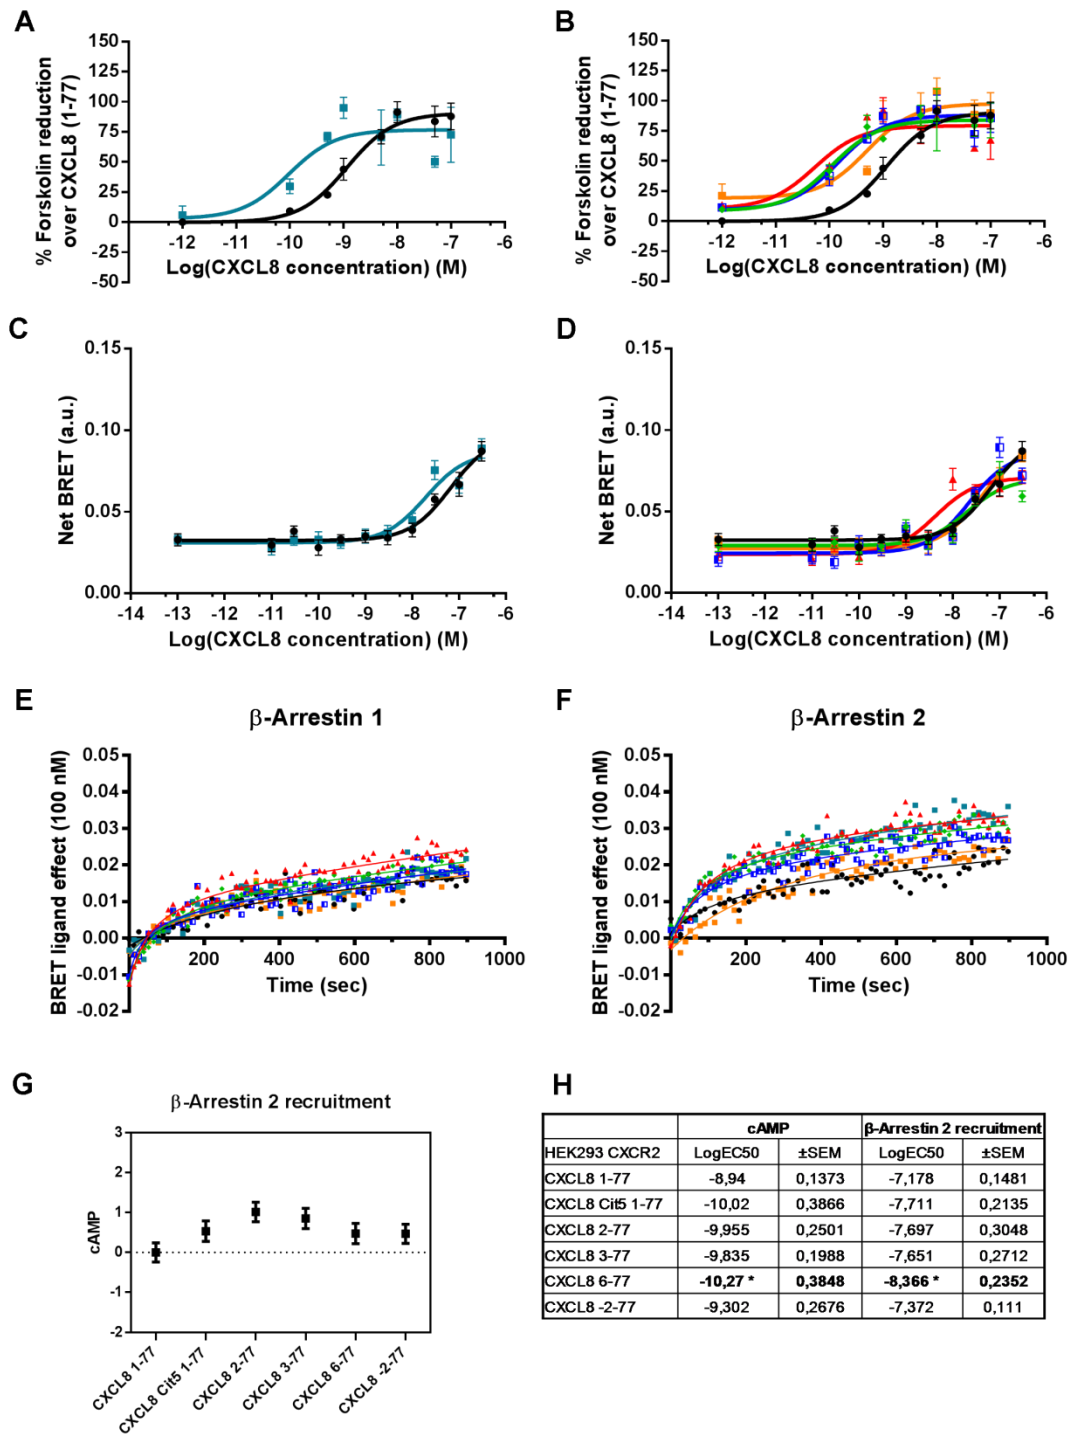 A
B
150
125
100
75
50
25
0
-25
-50
% Forskolin reduction
over CXCL8 (1-77)
-12 -11 -10 -9 -8 -7 -6
Log(CXCL8 concentration) (M)
150
125
100
75
50
25
0
-25
-50
% Forskolin reduction
over CXCL8 (1-77)
-12 -11 -10 -9 -8 -7 -6
Log(CXCL8 concentration) (M)
C
D
0.15
0.10
0.05
0.00
Net BRET (a.u.)
-14 -13 -12 -11 -10 -9 -8 -7 -6
Log(CXCL8 concentration) (M)
0.15
0.10
0.05
0.00
Net BRET (a.u.)
-14 -13 -12 -11 -10 -9 -8 -7 -6
Log(CXCL8 concentration) (M)
E
β-Arrestin 1
0.05
0.04
0.03
0.02
0.01
0.00
-0.01
-0.02
BRET ligand effect (100 nM)
200 400 600 800 1000
Time (sec)
F
β-Arrestin 2
0.05
0.04
0.03
0.02
0.01
0.00
-0.01
-0.02
BRET ligand effect (100 nM)
200 400 600 800 1000
Time (sec)
G
β-Arrestin 2 recruitment
3
2
1
0
-1
-2
cAMP
CXCL8 1-77
CXCL8 Cit5 1-77
CXCL8 2-77
CXCL8 3-77
CXCL8 6-77
CXCL8 -2-77
H
cAMP β-Arrestin 2 recruitment
HEK293 CXCR2 LogEC50 ±SEM LogEC50 ±SEM
CXCL8 1-77 -8,94 0,1373 -7,178 0,1481
CXCL8 Cit5 1-77 -10,02 0,3866 -7,711 0,2135
CXCL8 2-77 -9,955 0,2501 -7,697 0,3048
CXCL8 3-77 -9,835 0,1988 -7,651 0,2712
CXCL8 6-77 -10,27 * 0,3848 -8,366 * 0,2352
CXCL8 -2-77 -9,302 0,2676 -7,372 0,111